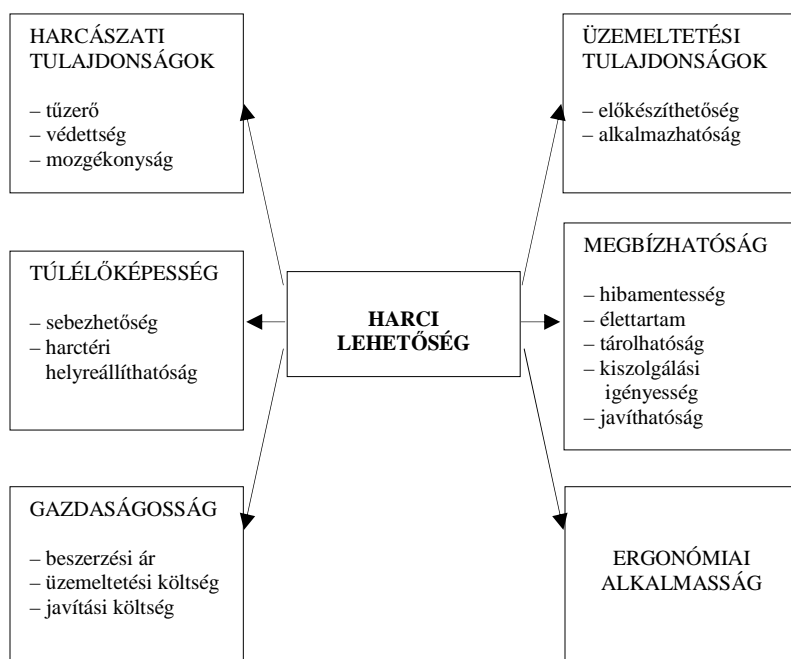 HARCÁSZATI
TULAJDONSÁGOK
– tűzerő
– védettség
– mozgékonyság
ÜZEMELTETÉSI
TULAJDONSÁGOK
– előkészíthetőség
– alkalmazhatóság
TÚLÉLŐKÉPESSÉG
– sebezhetőség
– harctéri
helyreállíthatóság
HARCI
LEHETŐSÉG
MEGBÍZHATÓSÁG
– hibamentesség
– élettartam
– tárolhatóság
– kiszolgálási
igényesség
– javíthatóság
GAZDASÁGOSSÁG
– beszerzési ár
– üzemeltetési költség
– javítási költség
ERGONÓMIAI
ALKALMASSÁG